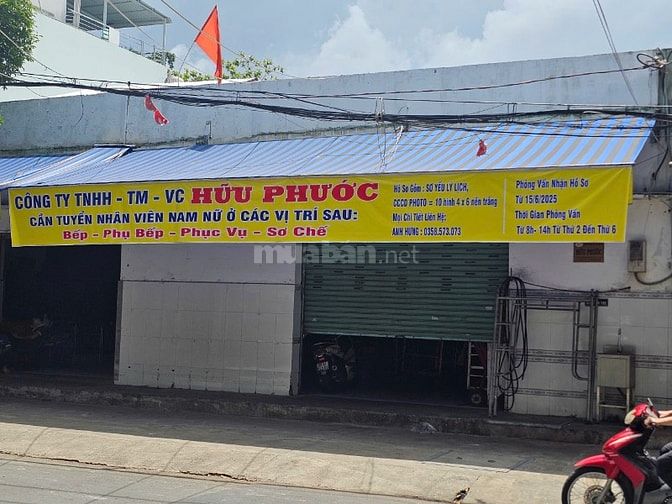 CÔNG TY TNHH - TM - VC HỮU PHƯỚC
CẦN TUYỂN NHÂN VIÊN NAM NỮ Ở CÁC VỊ TRÍ SAU:
Bếp - Phụ Bếp - Phục Vụ - Sơ Chế
Hồ Sơ Gồm : SƠ YẾU LÝ LỊCH,
CCCD PHOTO = 10 hình 4 x 6 nền trắng
Mọi Chi Tiết Liên Hệ:
ANH HƯNG : 0358.573.073
Phỏng Vấn Nhận Hồ Sơ
Từ 15/6/2025
Thời Gian Phỏng Vấn
Từ 8h- 14h Từ Thứ 2 Đến Thứ 6
muaban.net